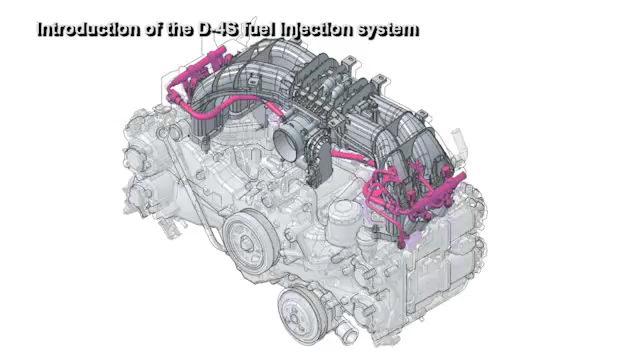 Introduction of the D-4S fuel injection system